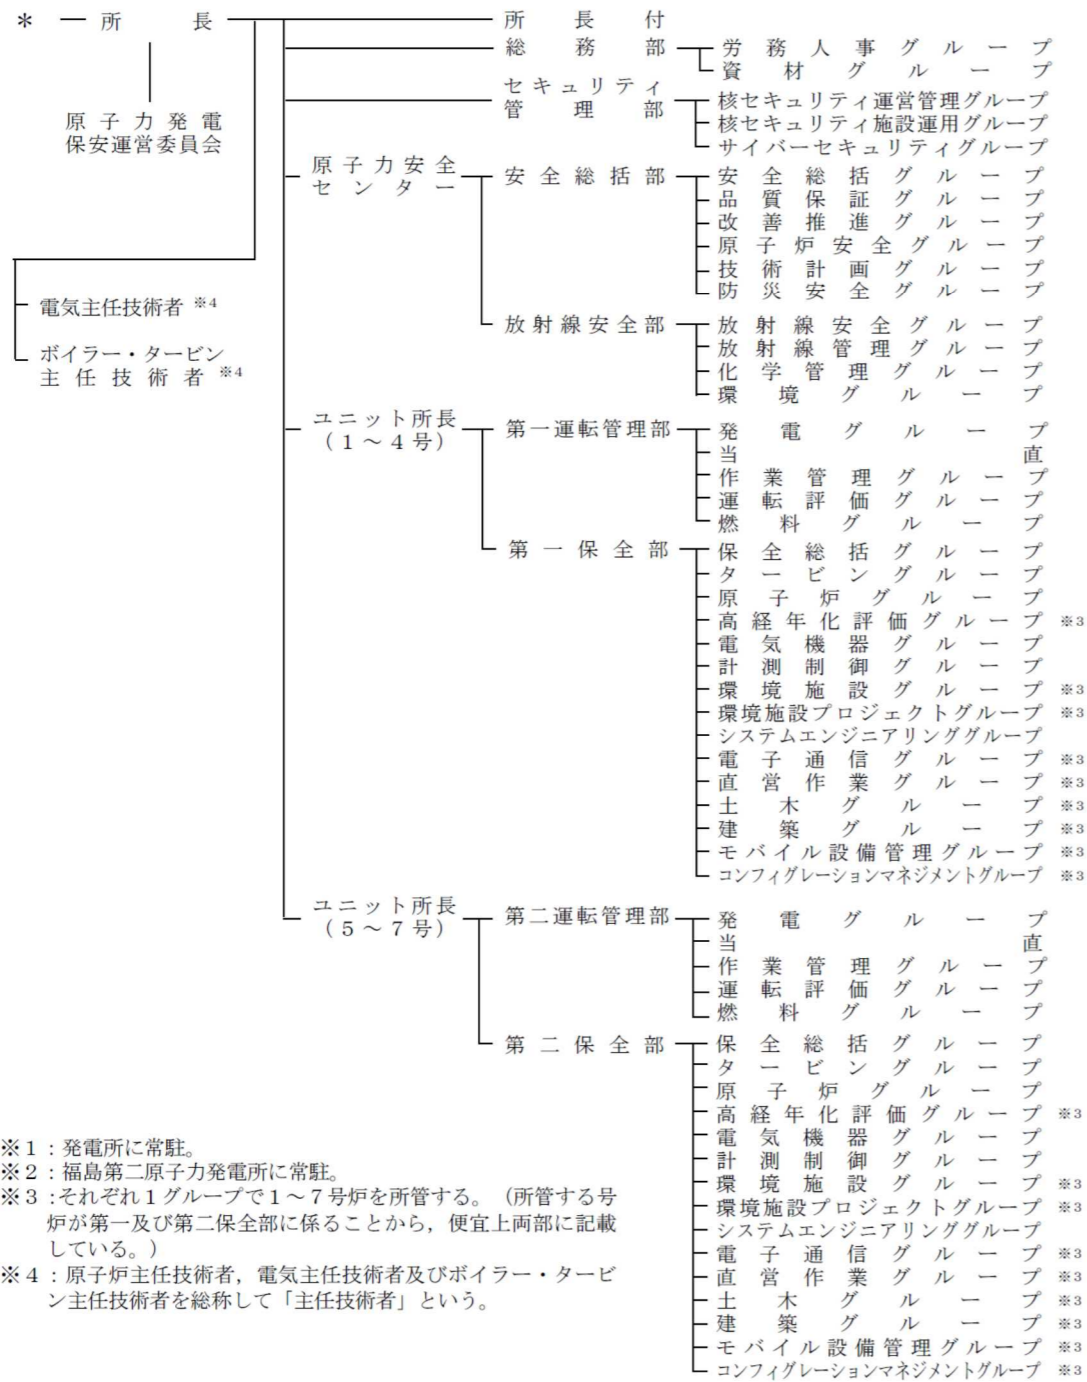 * 所長 所長付
総務部 労務人事グループ
資材グループ
セキュリティ
管理部 核セキュリティ運営管理グループ
核セキュリティ施設運用グループ
サイバーセキュリティグループ
原子力発電
保安運営委員会
原子力安全
センター 安全総括部 安全総括グループ
品質保証グループ
改善推進グループ
原子炉安全グループ
技術計画グループ
防災安全グループ
電気主任技術者 ※4
放射線安全部 放射線安全グループ
放射線管理グループ
化学管理グループ
環境グループ
ボイラー・タービン
主任技術者 ※4
ユニット所長
(1~4号) 第一運転管理部 発電グループ
当直
作業管理グループ
運転評価グループ
燃料グループ
第一保全部 保全総括グループ
タービングループ
原子炉グループ
高経年化評価グループ ※3
電気機器グループ
計測制御グループ
環境施設グループ ※3
環境施設プロジェクトグループ ※3
システムエンジニアリンググループ
電子通信グループ ※3
直営作業グループ ※3
土木グループ ※3
建築グループ ※3
モバイル設備管理グループ ※3
コンフィグレーションマネジメントグループ ※3
ユニット所長
(5~7号) 第二運転管理部 発電グループ
当直
作業管理グループ
運転評価グループ
燃料グループ
第二保全部 保全総括グループ
タービングループ
原子炉グループ
高経年化評価グループ ※3
電気機器グループ
計測制御グループ
環境施設グループ ※3
環境施設プロジェクトグループ ※3
システムエンジニアリンググループ
電子通信グループ ※3
直営作業グループ ※3
土木グループ ※3
建築グループ ※3
モバイル設備管理グループ ※3
コンフィグレーションマネジメントグループ ※3
※1:発電所に常駐。
※2:福島第二原子力発電所に常駐。
※3:それぞれ1グループで1~7号炉を所管する。(所管する号
炉が第一及び第二保全部に係ることから,便宜上両部に記載
している。)
※4:原子炉主任技術者,電気主任技術者及びボイラー・タービ
ン主任技術者を総称して「主任技術者」という。